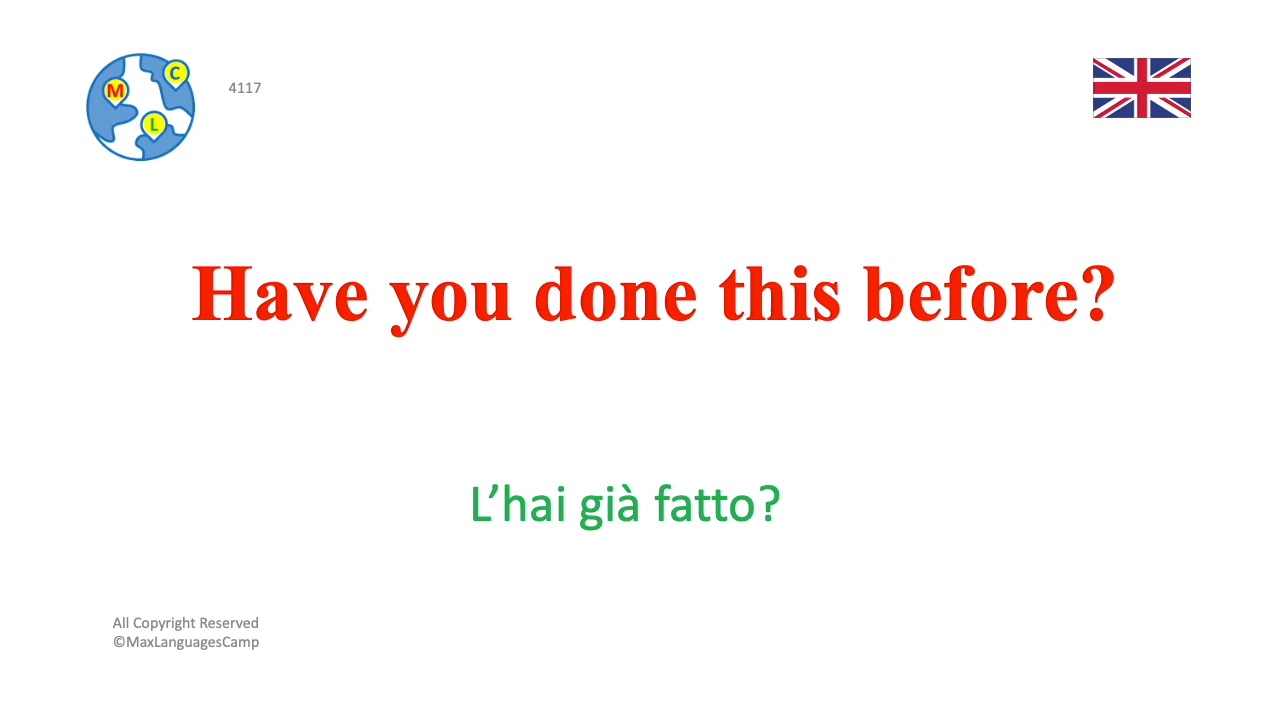 M
C
L
4117
Have you done this before?
L’hai già fatto?
All Copyright Reserved
©MaxLanguagesCamp